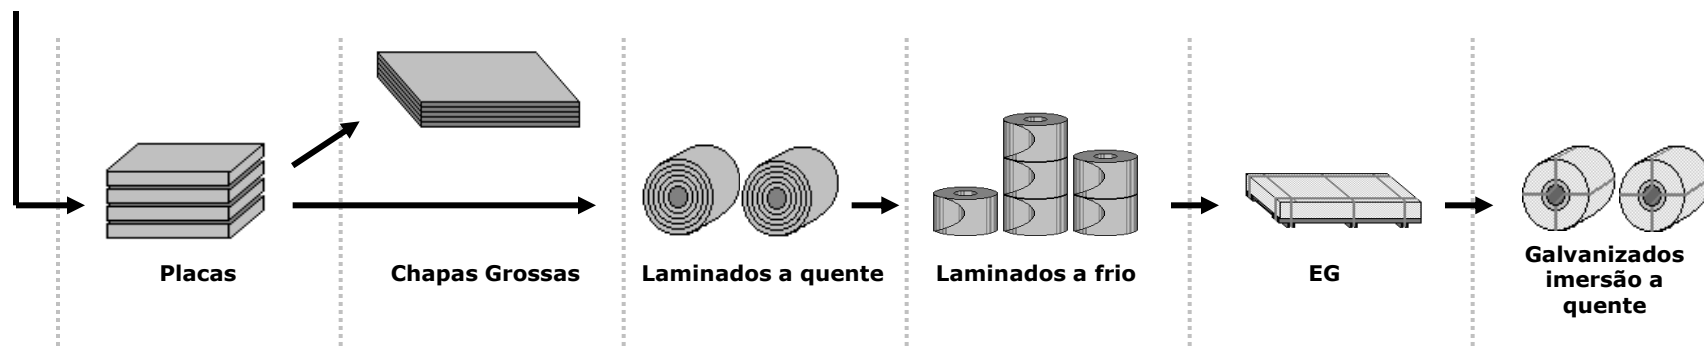 Placas
Chapas Grossas
Laminados a quente
Laminados a frio
EG
Galvanizados
imersão a
quente